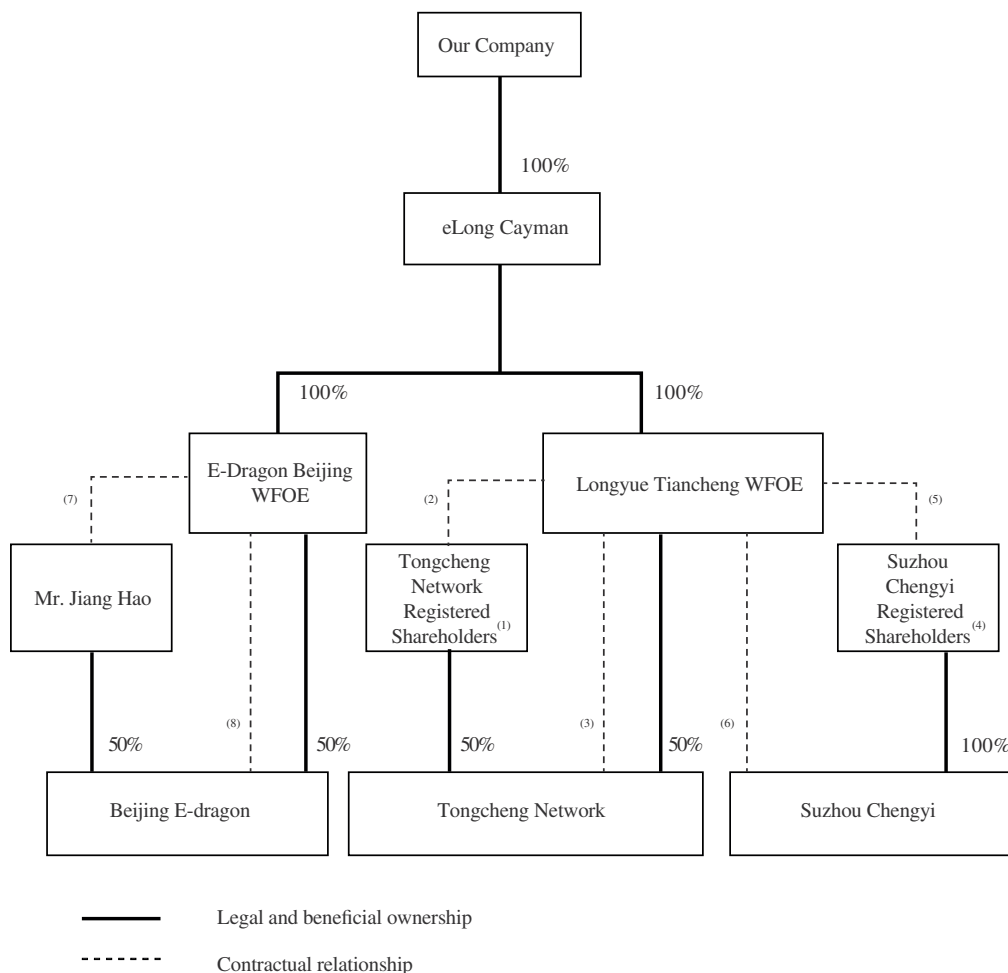 Our Company
100%
eLong Cayman
100%
100%
E-Dragon Beijing
WFOE
Longyue Tiancheng WFOE
(7)
(2)
(5)
Mr. Jiang Hao
Tongcheng
Network
Registered
Shareholders(1)
Suzhou
Chengyi
Registered
Shareholders(4)
50%
(8)
50%
50%
(3)
50%
(6)
100%
Beijing E-dragon
Tongcheng Network
Suzhou Chengyi
Legal and beneficial ownership
Contractual relationship